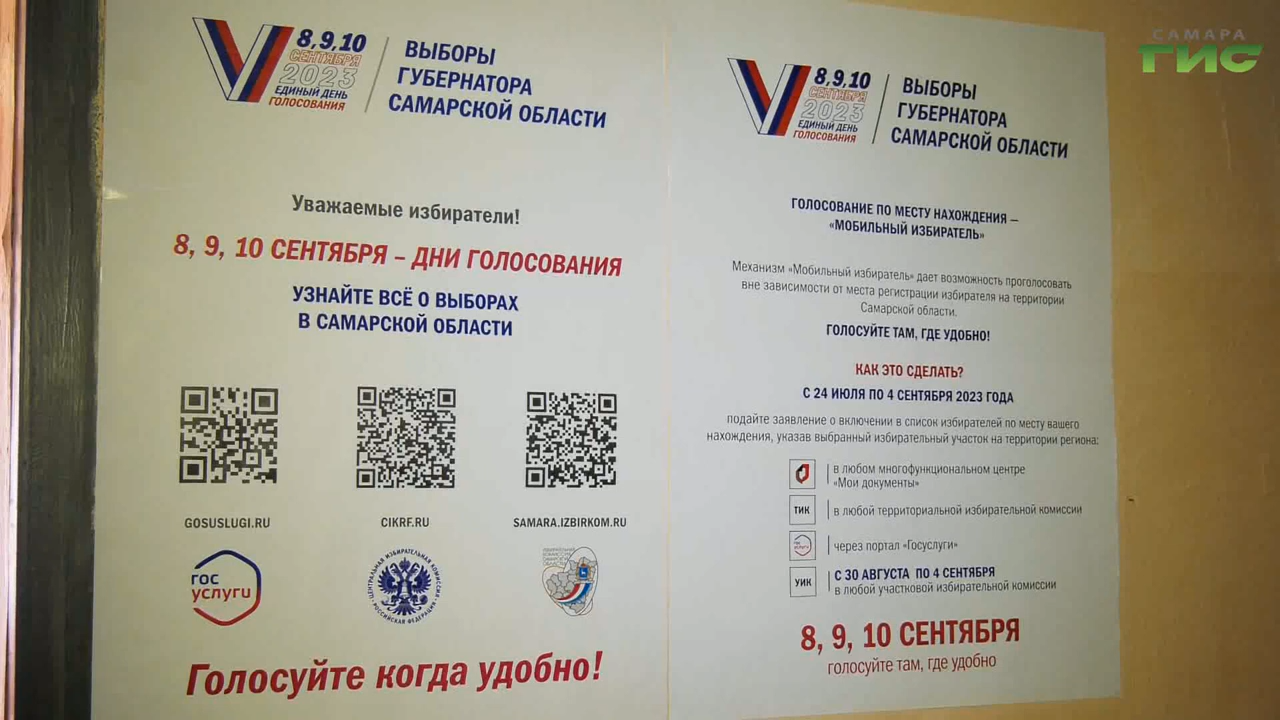 САМАРА
ГИС
8, 9, 10
СЕНТЯБРЯ
2023
ЕДИНЫЙ ДЕНЬ
ГОЛОСОВАНИЯ
ВЫБОРЫ
ГУБЕРНАТОРА
САМАРСКОЙ ОБЛАСТИ
Уважаемые избиратели!
8, 9, 10 СЕНТЯБРЯ – ДНИ ГОЛОСОВАНИЯ
УЗНАЙТЕ ВСЁ О ВЫБОРАХ
В САМАРСКОЙ ОБЛАСТИ
GOSUSLUGI.RU
CIKRF.RU
SAMARA.IZBIRKOM.RU
гос
услуги
ЦЕНТРАЛЬНАЯ ИЗБИРАТЕЛЬНАЯ КОМИССИЯ
РОССИЙСКАЯ ФЕДЕРАЦИЯ
Голосуйте когда удобно!
8, 9, 10
СЕНТЯБРЯ
2023
ЕДИНЫЙ ДЕНЬ
ГОЛОСОВАНИЯ
ВЫБОРЫ
ГУБЕРНАТОРА
САМАРСКОЙ ОБЛАСТИ
ГОЛОСОВАНИЕ ПО МЕСТУ НАХОЖДЕНИЯ —
«МОБИЛЬНЫЙ ИЗБИРАТЕЛЬ»
Механизм «Мобильный избиратель» дает возможность проголосовать
вне зависимости от места регистрации избирателя на территории
Самарской области.
ГОЛОСУЙТЕ ТАМ, ГДЕ УДОБНО!
КАК ЭТО СДЕЛАТЬ?
С 24 ИЮЛЯ ПО 4 СЕНТЯБРЯ 2023 ГОДА
подайте заявление о включении в список избирателей по месту вашего
нахождения, указав выбранный избирательный участок на территории региона:
в любом многофункциональном центре
«Мои документы»
ТИК в любой территориальной избирательной комиссии
через портал «Госуслуги»
УИК С 30 АВГУСТА ПО 4 СЕНТЯБРЯ
в любой участковой избирательной комиссии
8, 9, 10 СЕНТЯБРЯ
голосуйте там, где удобно